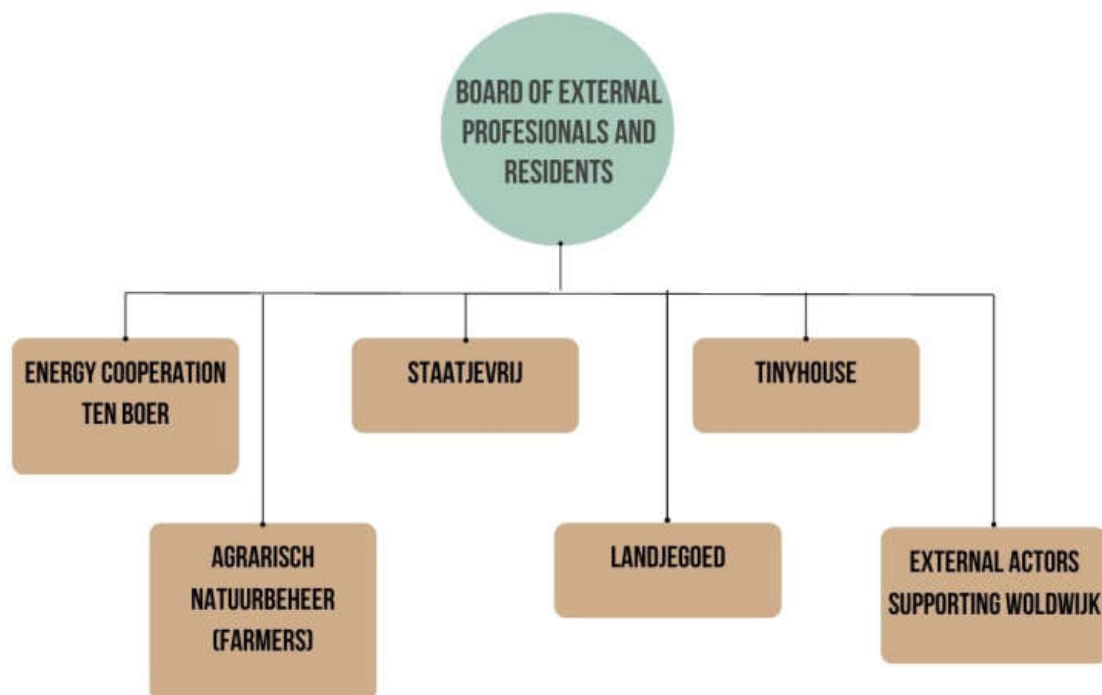 BOARD OF EXTERNAL
PROFESIONALS AND
RESIDENTS
ENERGY COOPERATION
TEN BOER
STAATJEVRIJ
TINYHOUSE
AGRARISCH
NATUURBEHEER
(FARMERS)
LANDJEGOED
EXTERNAL ACTORS
SUPPORTING WOLDWIJK